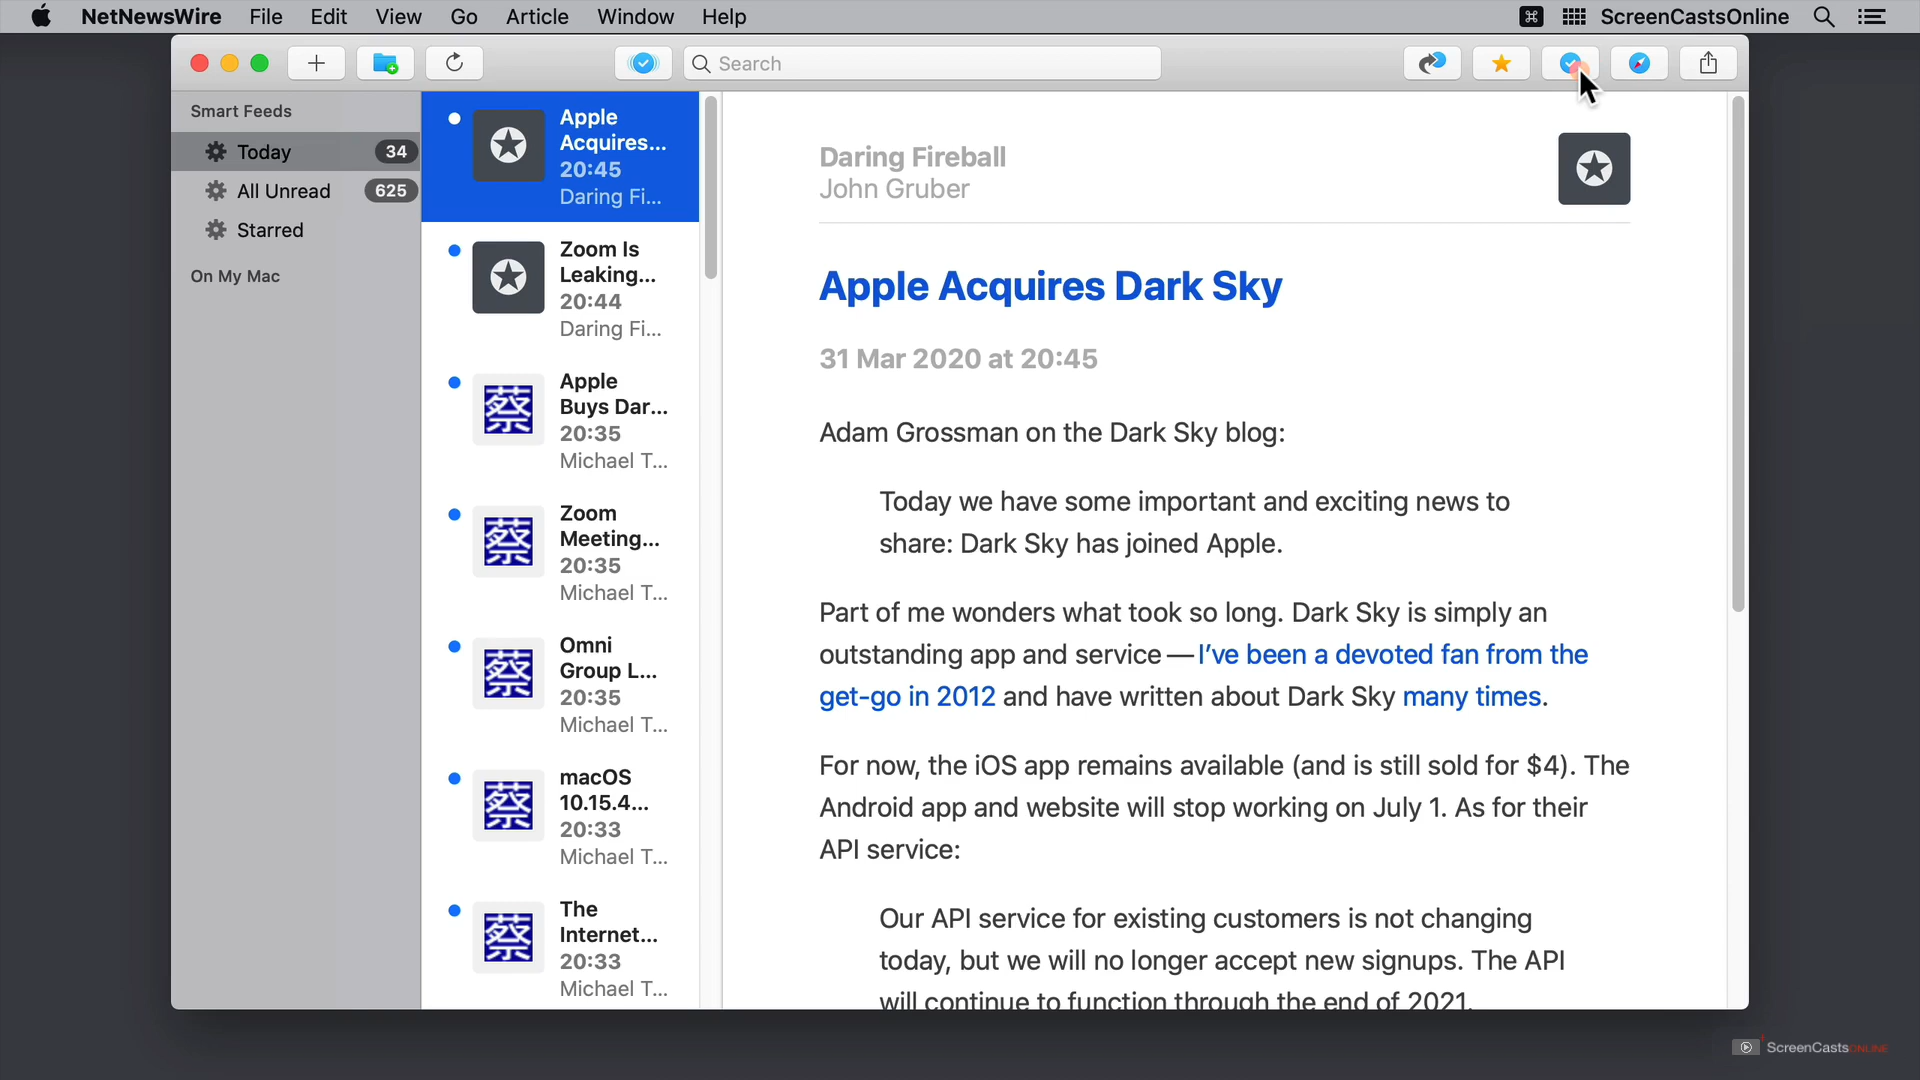 NetNewsWire File Edit View Go Article Window Help
ScreenCastsOnline
Search
Smart Feeds
Today 34
All Unread 625
Starred
On My Mac
Apple
Acquires...
20:45
Daring Fi...
Zoom Is
Leaking...
20:44
Daring Fi...
蔡
Apple
Buys Dar...
20:35
Michael T...
蔡
Zoom
Meeting...
20:35
Michael T...
蔡
Omni
Group L...
20:35
Michael T...
蔡
macOS
10.15.4...
20:33
Michael T...
蔡
The
Internet...
20:33
Michael T...
Daring Fireball
John Gruber
Apple Acquires Dark Sky
31 Mar 2020 at 20:45
Adam Grossman on the Dark Sky blog:
Today we have some important and exciting news to
share: Dark Sky has joined Apple.
Part of me wonders what took so long. Dark Sky is simply an
outstanding app and service — I’ve been a devoted fan from the
get-go in 2012 and have written about Dark Sky many times.
For now, the iOS app remains available (and is still sold for $4). The
Android app and website will stop working on July 1. As for their
API service:
Our API service for existing customers is not changing
today, but we will no longer accept new signups. The API
will continue to function through the end of 2021.
ScreenCastsONLINE